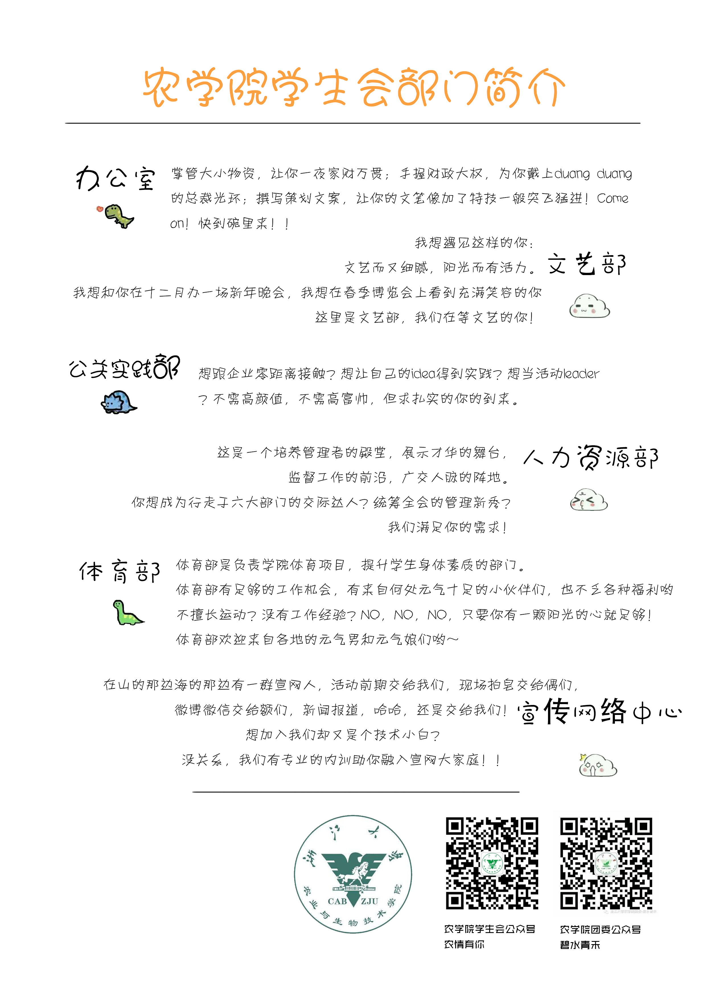 农学院学生会部门简介
办公室
掌管大小物资，让你一夜家财万贯；手握财政大权，为你戴上duang duang
的总裁光环；撰写策划文案，让你的文笔像加了特技一般突飞猛进！Come
on！快到碗里来！！
我想遇见这样的你：
文艺而又细腻，阳光而有活力。
文艺部
我想和你在十二月办一场新年晚会，我想在春季博览会上看到充满笑容的你
这里是文艺部，我们在等文艺的你！
公关实践部
想跟企业零距离接触？想让自己的idea得到实践？想当活动leader
？不需高颜值，不需高富帅，但求扎实的你的到来。
这是一个培养管理者的殿堂，展示才华的舞台，
人力资源部
监督工作的前沿，广交人脉的阵地。
你想成为行走于六大部门的交际达人？统筹全会的管理新秀？
我们满足你的需求！
体育部
体育部是负责学院体育项目，提升学生身体素质的部门。
体育部有足够的工作机会，有来自何处元气十足的小伙伴们，也不乏各种福利哟
不擅长运动？没有工作经验？NO，NO，NO，只要你有一颗阳光的心就足够！
体育部欢迎来自各地的元气男和元气娘们哟～
在山的那边海的那边有一群宣网人，活动前期交给我们，现场拍皂交给偶们，
微博微信交给额们，新闻报道，哈哈，还是交给我们！
宣传网络中心
想加入我们却又是个技术小白？
没关系，我们有专业的内训助你融入宣网大家庭！！
浙江大学
CAB ZJU
农业与生物技术学院
浙江大学农学院团委-碧水青禾
农学院学生会公众号
农情有你
农学院团委公众号
碧水青禾